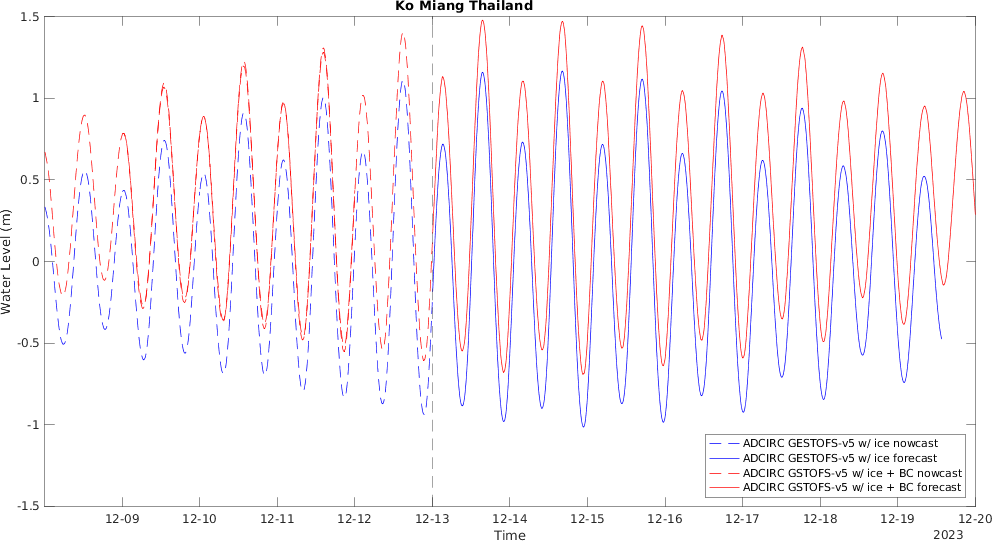 Ko Miang Thailand
1.5
1
0.5
0
-0.5
-1
-1.5
Water Level (m)
ADCIRC GESTOFS-v5 w/ ice nowcast
ADCIRC GESTOFS-v5 w/ ice forecast
ADCIRC GSTOFS-v5 w/ ice + BC nowcast
ADCIRC GSTOFS-v5 w/ ice + BC forecast
12-09 12-10 12-11 12-12 12-13 12-14 12-15 12-16 12-17 12-18 12-19 12-20
Time
2023